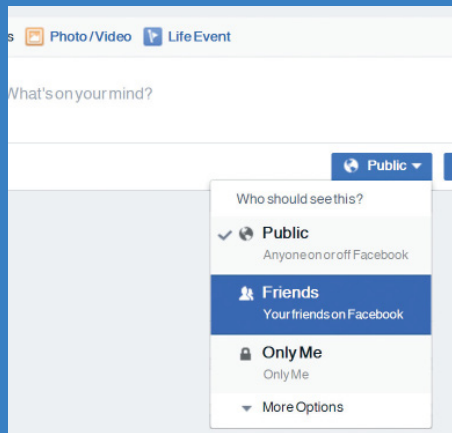 s Photo/Video Life Event
What's on your mind?
Public
Who should see this?
Public
Anyone on or off Facebook
Friends
Your friends on Facebook
Only Me
Only Me
More Options